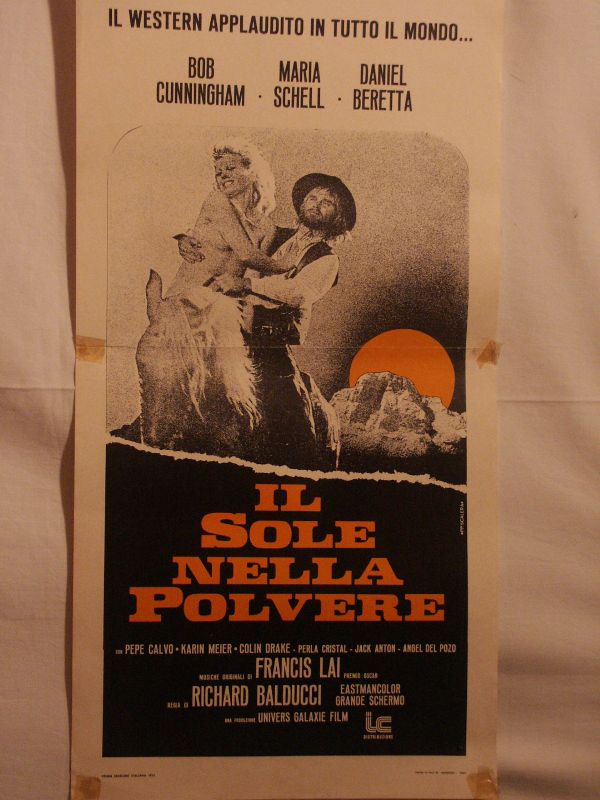 IL WESTERN APPLAUDITO IN TUTTO IL MONDO...
BOB CUNNINGHAM · MARIA SCHELL · DANIEL BERETTA
IL
SOLE
NELLA
POLVERE
CON PEPE CALVO · KARIN MEIER · COLIN DRAKE - PERLA CRISTAL - JACK ANTON - ANGEL DEL POZO
MUSICHE ORIGINALI DI FRANCIS LAI PREMIO OSCAR
REGIA DI RICHARD BALDUCCI EASTMANCOLOR GRANDE SCHERMO
UNA PRODUZIONE UNIVERS GALAXIE FILM
LC
DISTRIBUZIONE